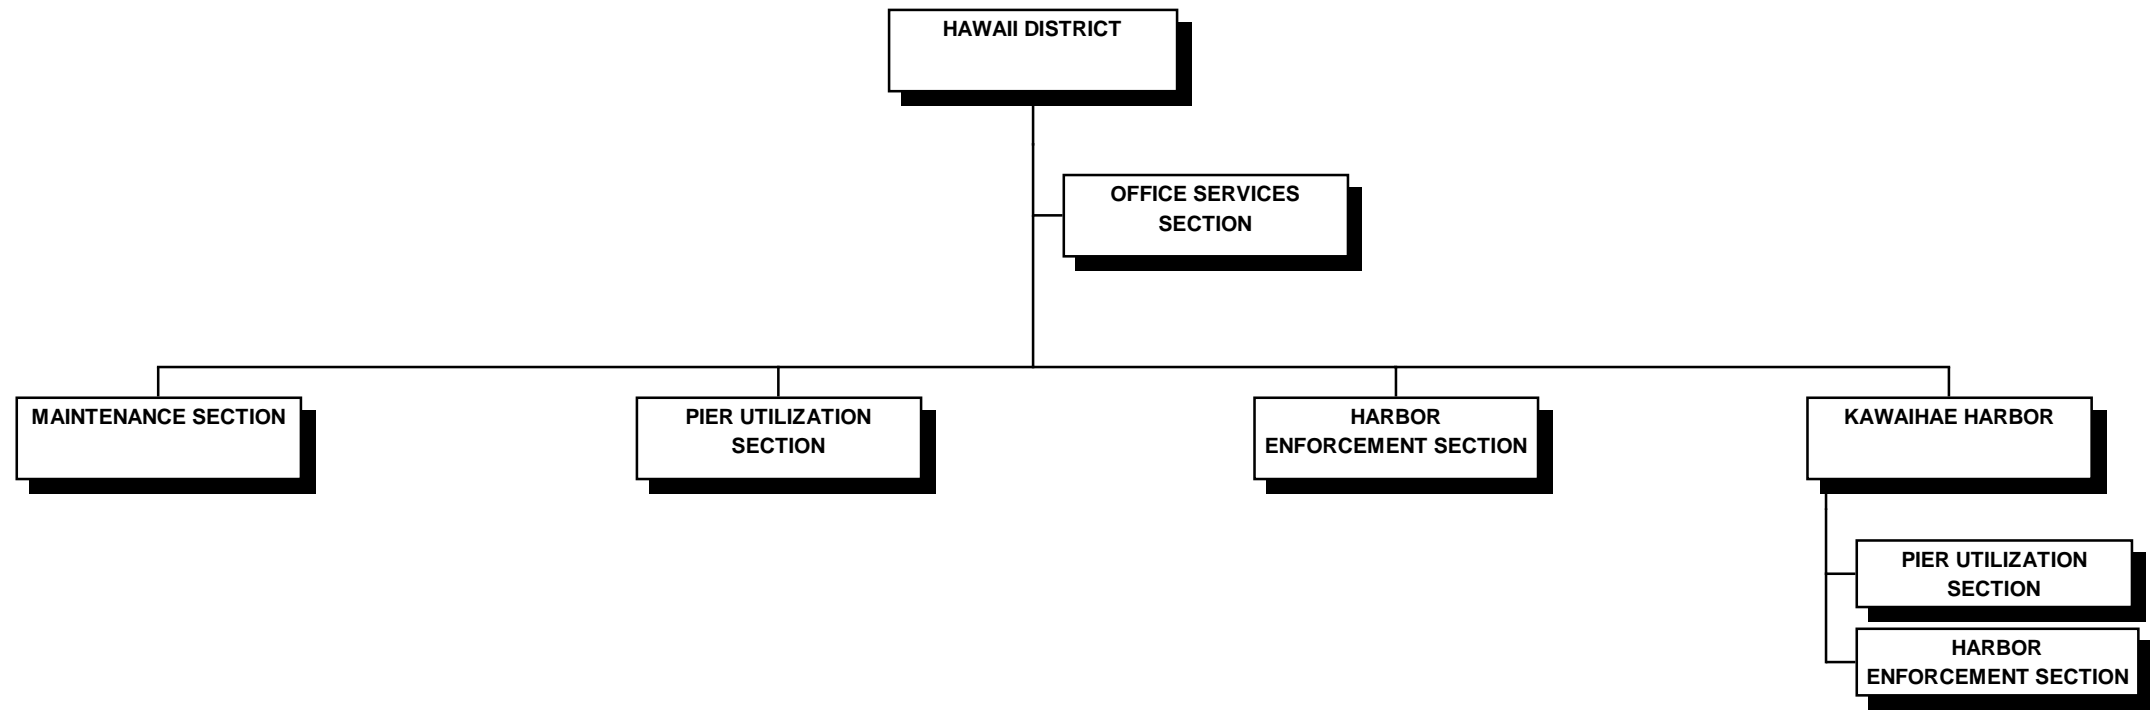 HAWAII DISTRICT
OFFICE SERVICES
SECTION
MAINTENANCE SECTION
PIER UTILIZATION
SECTION
HARBOR
ENFORCEMENT SECTION
KAWAIHAE HARBOR
PIER UTILIZATION
SECTION
HARBOR
ENFORCEMENT SECTION